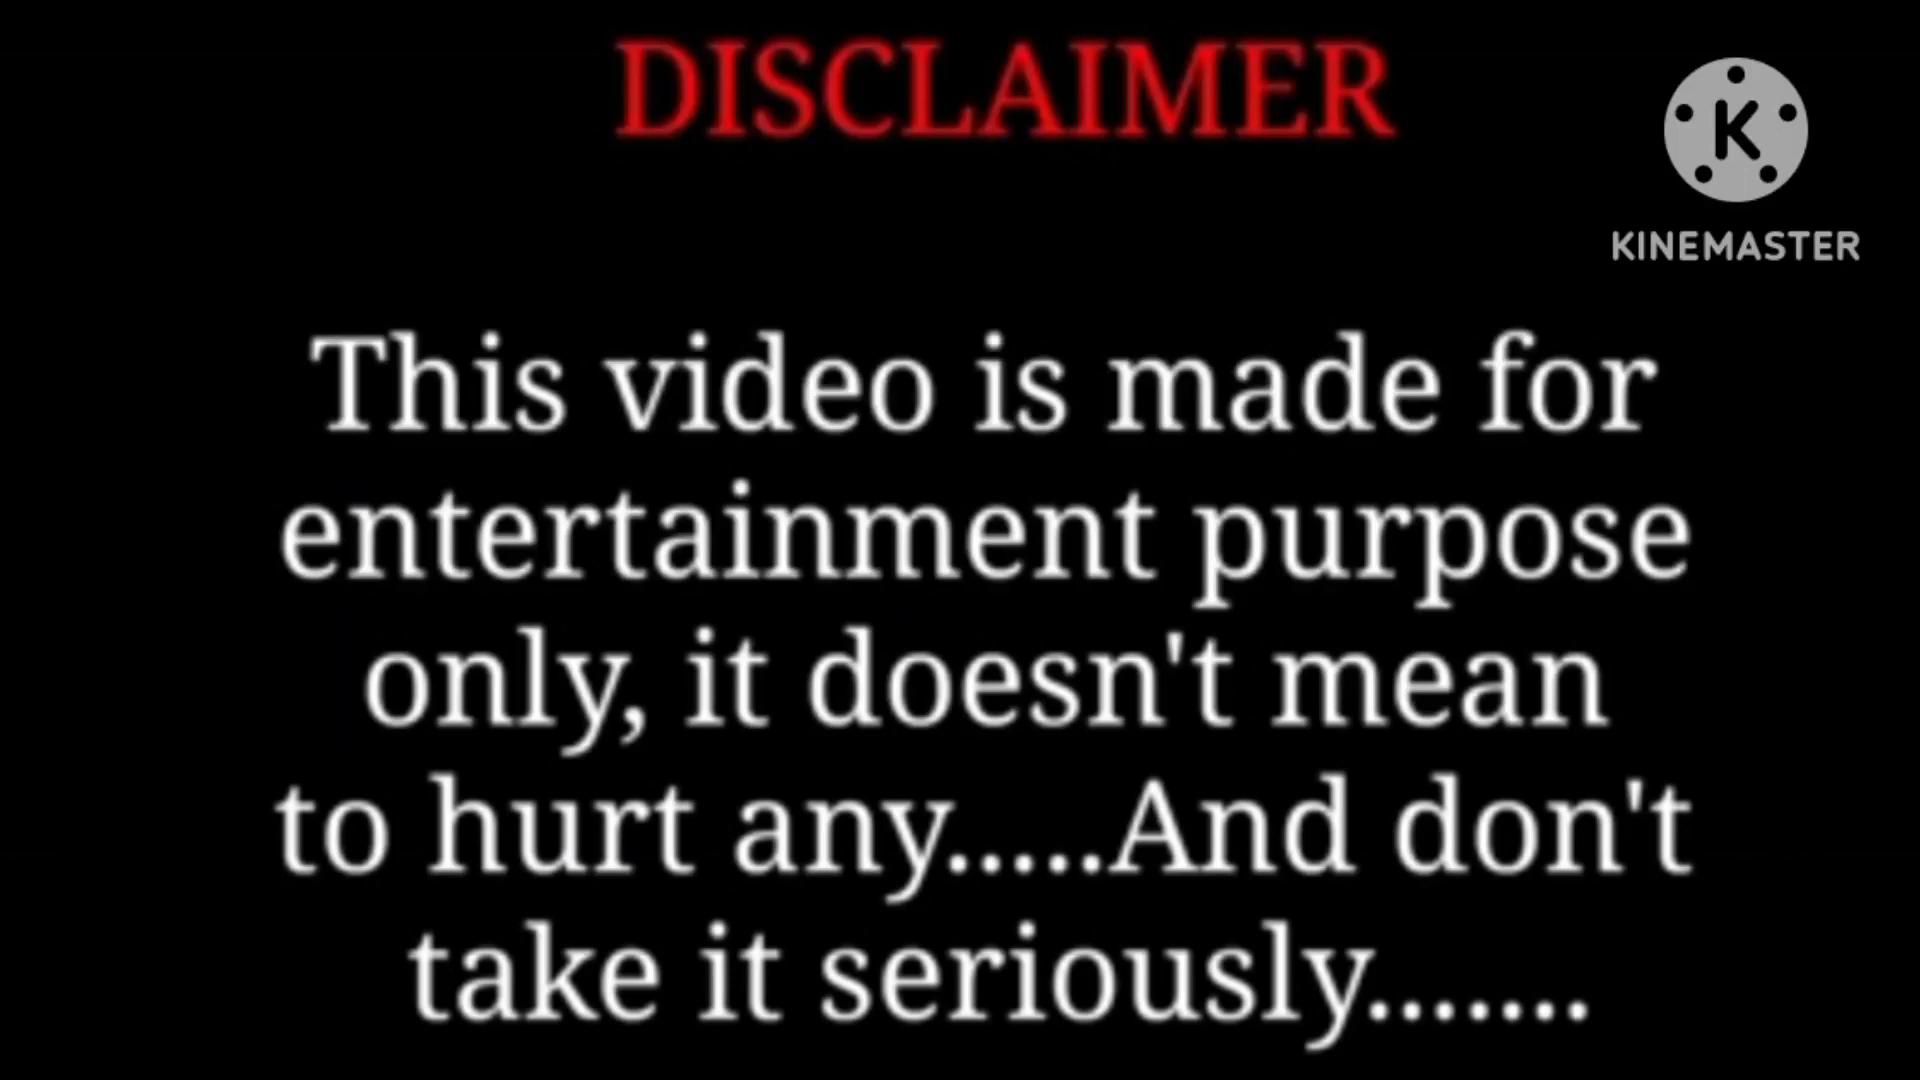 DISCLAIMER
K
KINEMASTER
This video is made for
entertainment purpose
only, it doesn't mean
to hurt any.....And don't
take it seriously.......